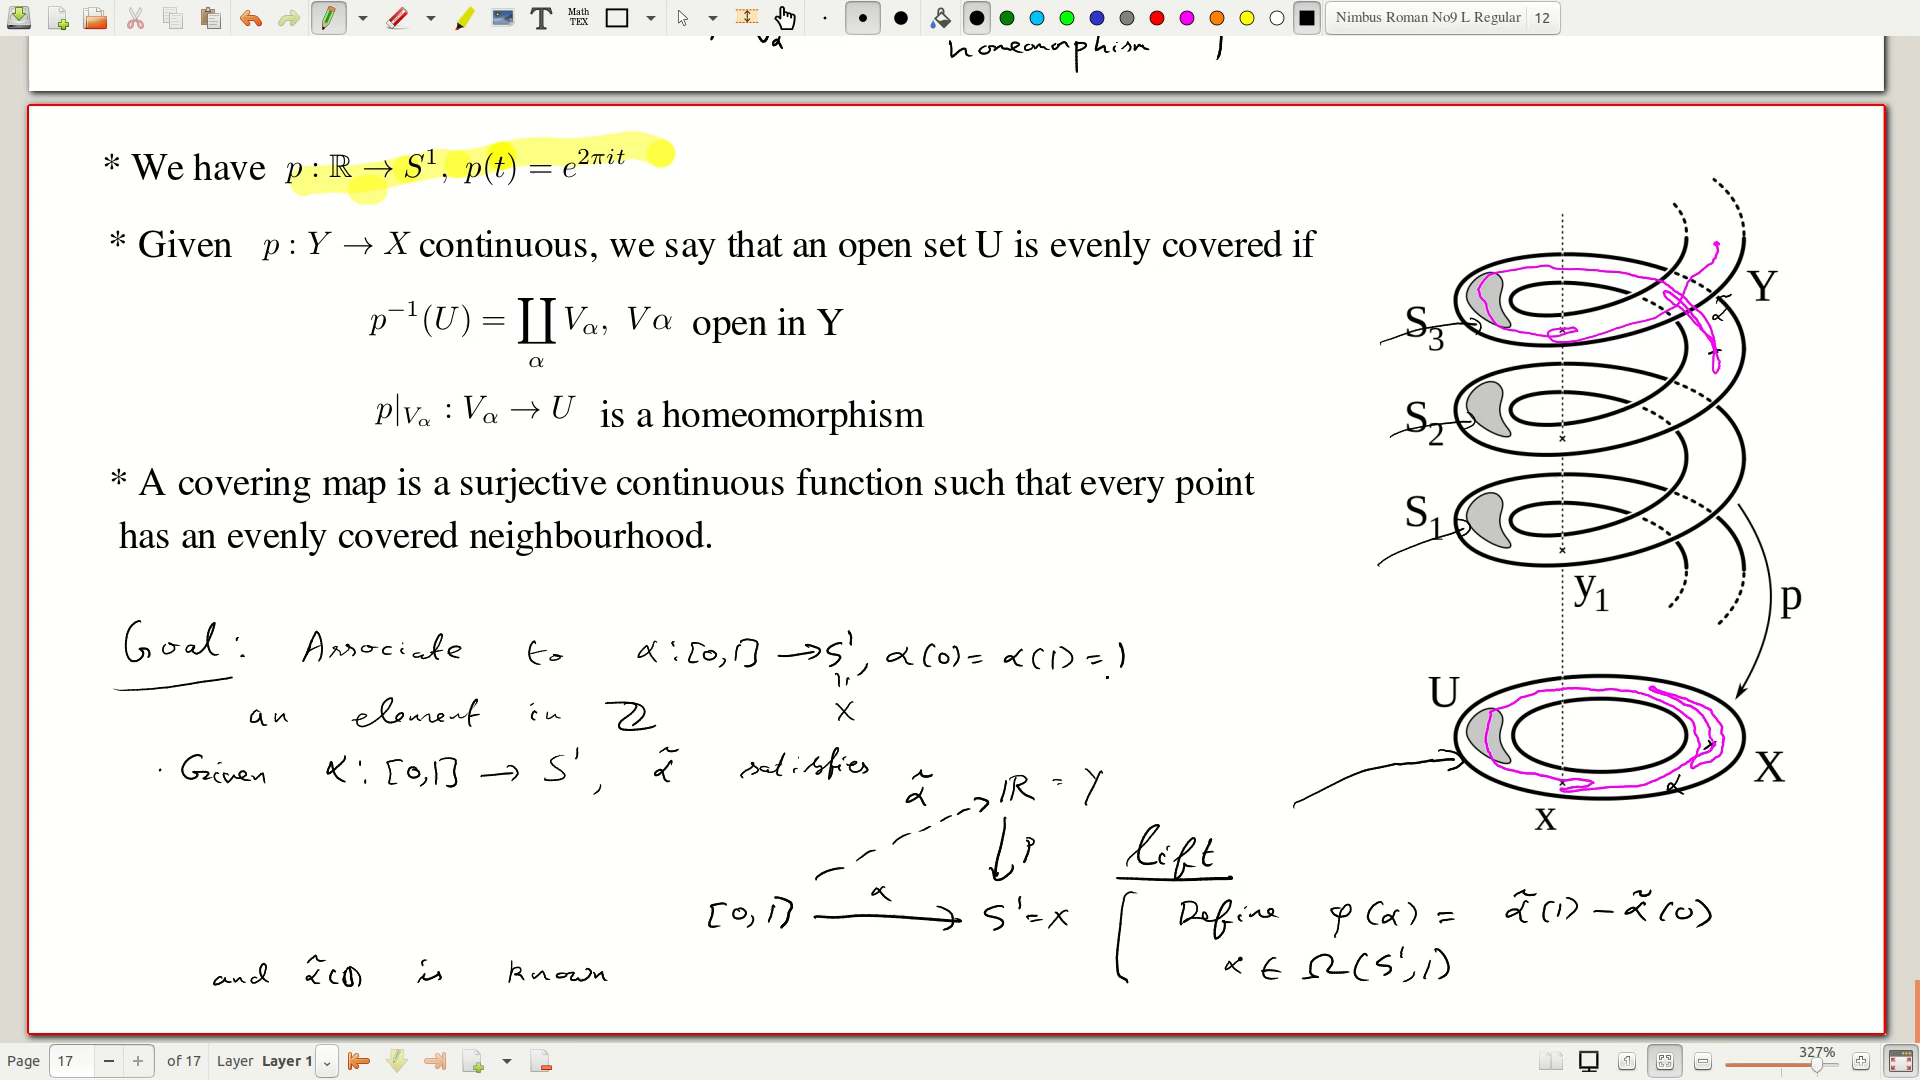 Math
TEX
T
Nimbus Roman No9 L Regular 12
homeomorphism
* We have p : ℝ → S¹, p(t) = e^{2πit}
* Given p : Y → X continuous, we say that an open set U is evenly covered if
p⁻¹(U) = ∐_α V_α, Vα open in Y
p|_{V_α} : V_α → U is a homeomorphism
* A covering map is a surjective continuous function such that every point
has an evenly covered neighbourhood.
Goal: Associate to α : [0,1] → S¹, α(0) = α(1) = 1
X
an element in ℤ
· Given α : [0,1] → S¹, α̃ satisfies
α̃ ℝ = Y
p
α
[0,1] S¹ = X
lift
Define φ(α) = α̃(1) − α̃(0)
α ∈ Ω(S¹, 1)
and α̃(0) is known
Y
α̃
S₃
S₂
S₁
y₁
p
U
X
α
x
Page 17 of 17 Layer Layer 1
327%